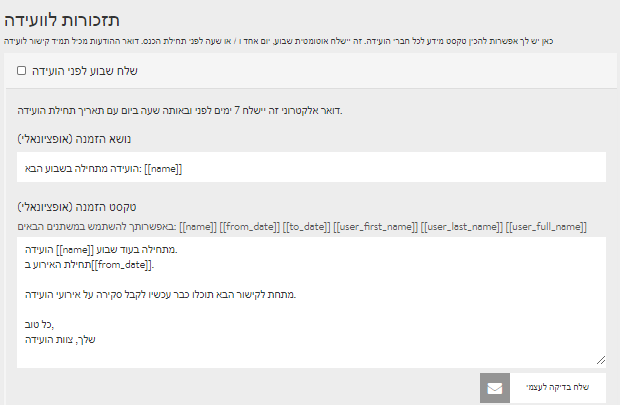 תזכורות לוועידה
כאן יש לך אפשרות להכין טקסט מידע לכל חברי הועידה. זה יישלח אוטומטית שבוע, יום אחד ו / או שעה לפני תחילת הכנס. דואר ההודעות מכיל תמיד קישור לועידה
שלח שבוע לפני הועידה
דואר אלקטרוני זה יישלח 7 ימים לפני ובאותה שעה ביום עם תאריך תחילת הועידה.
נושא הזמנה (אופציונאלי)
הועידה מתחילה בשבוע הבא: [[name]]
טקסט הזמנה (אופציונאלי)
באפשרותך להשתמש במשתנים הבאים: [[name]] [[from_date]] [[to_date]] [[user_first_name]] [[user_last_name]] [[user_full_name]]
הועידה [[name]] מתחילה בעוד שבוע.
תחילת האירוע ב[[from_date]].
מתחת לקישור הבא תוכלו כבר עכשיו לקבל סקירה על אירועי הועידה.
כל טוב,
שלך, צוות הועידה
שלח בדיקה לעצמי